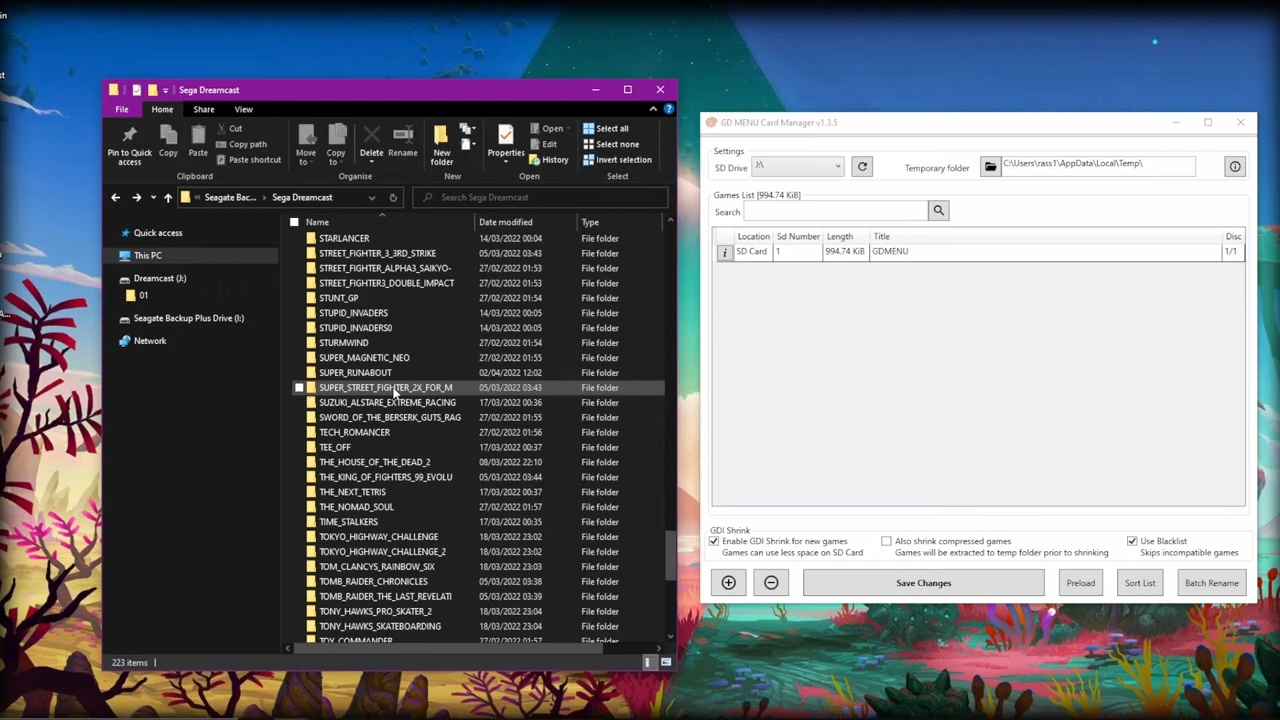 Sega Dreamcast
File Home Share View
Pin to Quick access
Copy
Paste
Cut
Copy path
Paste shortcut
Clipboard
Move to
Copy to
Delete
Rename
Organise
New folder
New
Properties
Open
Edit
History
Open
Select all
Select none
Invert selection
Select
Seagate Bac... > Sega Dreamcast
Search Sega Dreamcast
Quick access
This PC
Dreamcast (J:)
01
Seagate Backup Plus Drive (I:)
Network
Name Date modified Type
STARLANCER 14/03/2022 00:04 File folder
STREET_FIGHTER_3_3RD_STRIKE 05/03/2022 03:43 File folder
STREET_FIGHTER_ALPHA3_SAIKYO- 27/02/2022 01:53 File folder
STREET_FIGHTER3_DOUBLE_IMPACT 27/02/2022 01:53 File folder
STUNT_GP 27/02/2022 01:54 File folder
STUPID_INVADERS 14/03/2022 00:05 File folder
STUPID_INVADERS0 14/03/2022 00:05 File folder
STURMWIND 27/02/2022 01:54 File folder
SUPER_MAGNETIC_NEO 27/02/2022 01:55 File folder
SUPER_RUNABOUT 02/04/2022 12:02 File folder
SUPER_STREET_FIGHTER_2X_FOR_M 05/03/2022 03:43 File folder
SUZUKI_ALSTARE_EXTREME_RACING 17/03/2022 00:36 File folder
SWORD_OF_THE_BERSERK_GUTS_RAG 27/02/2022 01:55 File folder
TECH_ROMANCER 27/02/2022 01:56 File folder
TEE_OFF 17/03/2022 00:37 File folder
THE_HOUSE_OF_THE_DEAD_2 08/03/2022 22:10 File folder
THE_KING_OF_FIGHTERS_99_EVOLU 05/03/2022 03:44 File folder
THE_NEXT_TETRIS 17/03/2022 00:37 File folder
THE_NOMAD_SOUL 27/02/2022 01:57 File folder
TIME_STALKERS 17/03/2022 00:35 File folder
TOKYO_HIGHWAY_CHALLENGE 18/03/2022 23:02 File folder
TOKYO_HIGHWAY_CHALLENGE_2 18/03/2022 23:02 File folder
TOM_CLANCYS_RAINBOW_SIX 18/03/2022 23:03 File folder
TOMB_RAIDER_CHRONICLES 05/03/2022 03:38 File folder
TOMB_RAIDER_THE_LAST_REVELATI 05/03/2022 03:39 File folder
TONY_HAWKS_PRO_SKATER_2 18/03/2022 23:04 File folder
TONY_HAWKS_SKATEBOARDING 18/03/2022 23:04 File folder
TOY_COMMANDER 27/02/2022 01:57 File folder
223 items
GD MENU Card Manager v1.3.5
Settings
SD Drive J:\
Temporary folder C:\Users\rass1\AppData\Local\Temp\
Games List [994.74 KiB]
Search
Location Sd Number Length Title Disc
SD Card 1 994.74 KiB GDMENU 1/1
GDI Shrink
Enable GDI Shrink for new games
Games can use less space on SD Card
Also shrink compressed games
Games will be extracted to temp folder prior to shrinking
Use Blacklist
Skips incompatible games
Save Changes
Preload
Sort List
Batch Rename